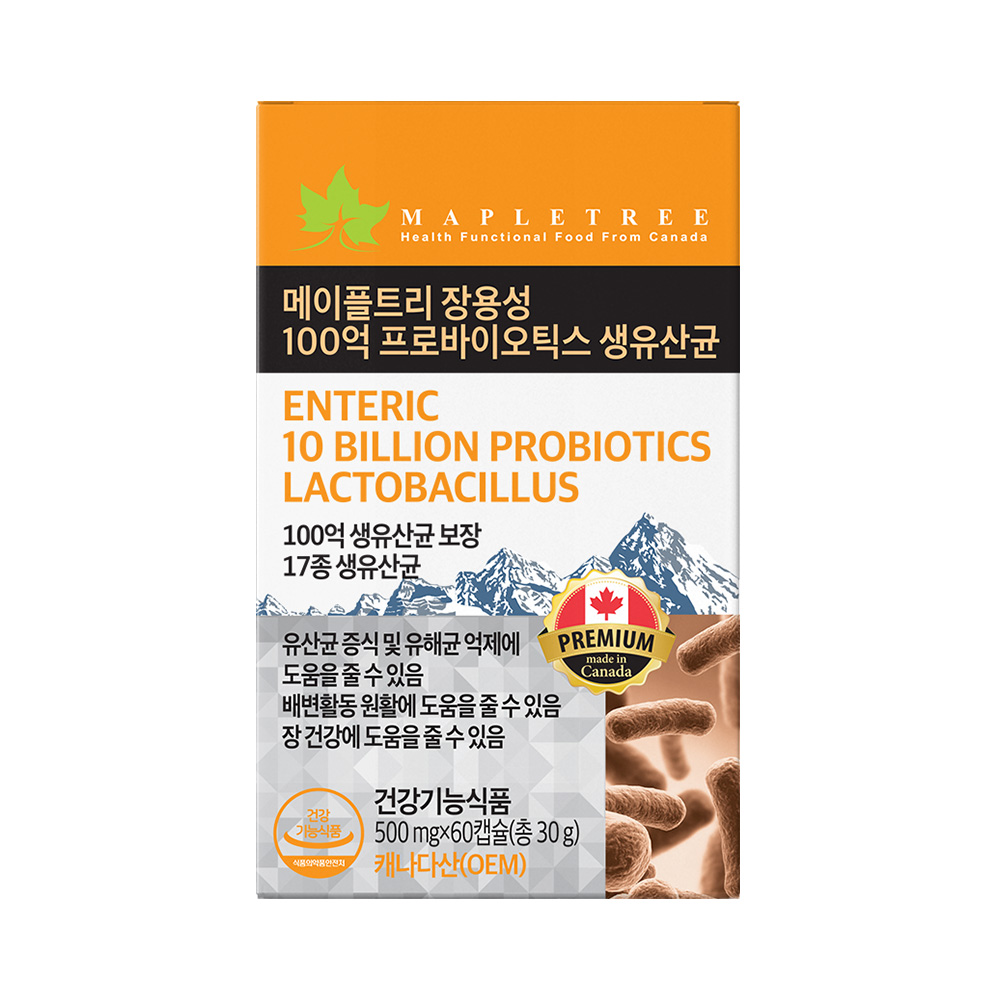 MAPLETREE
Health Functional Food From Canada
메이플트리 장용성
100억 프로바이오틱스 생유산균
ENTERIC
10 BILLION PROBIOTICS
LACTOBACILLUS
100억 생유산균 보장
17종 생유산균
PREMIUM
made in
Canada
유산균 증식 및 유해균 억제에
도움을 줄 수 있음
배변활동 원활에 도움을 줄 수 있음
장 건강에 도움을 줄 수 있음
건강
기능식품
식품의약품안전처
건강기능식품
500 mg×60캡슐(총 30 g)
캐나다산(OEM)